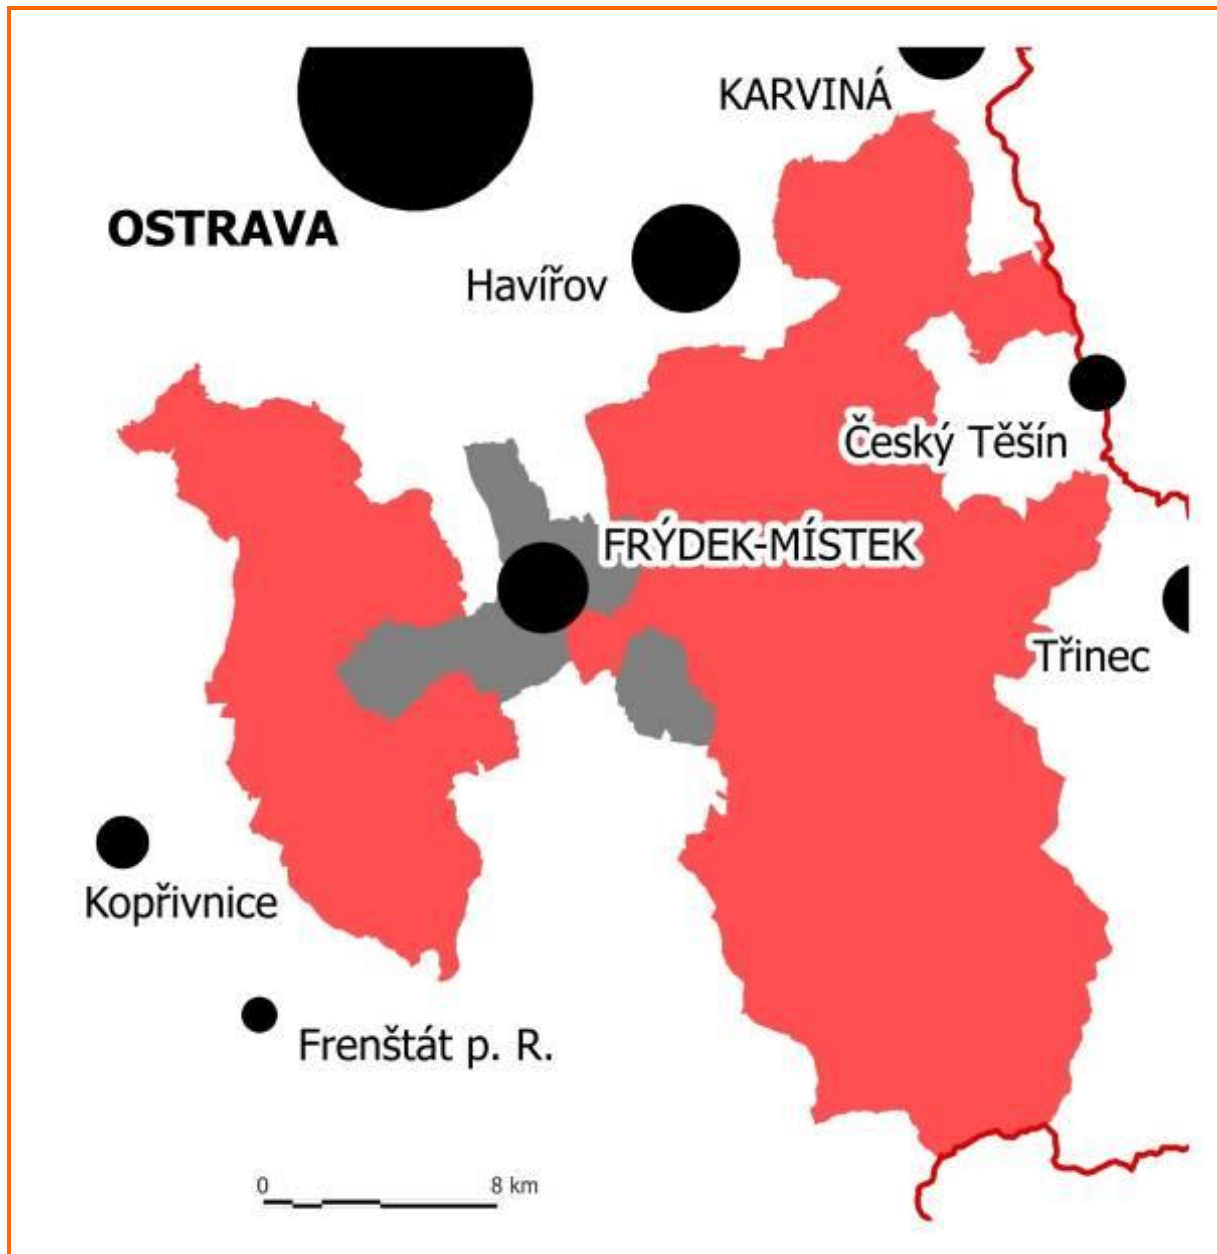 KARVINÁ
OSTRAVA
Havířov
Český Těšín
FRÝDEK-MÍSTEK
Třinec
Kopřivnice
Frenštát p. R.
0 8 km